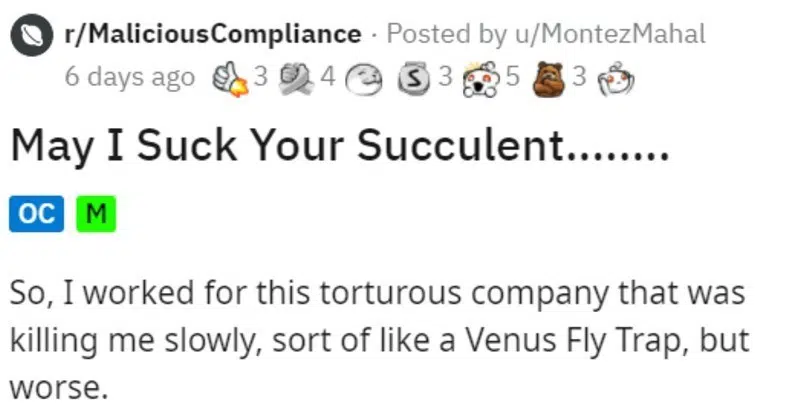 r/MaliciousCompliance · Posted by u/MontezMahal
6 days ago 3 4 S 3 5 3
May I Suck Your Succulent........
OC M
So, I worked for this torturous company that was
killing me slowly, sort of like a Venus Fly Trap, but
worse.